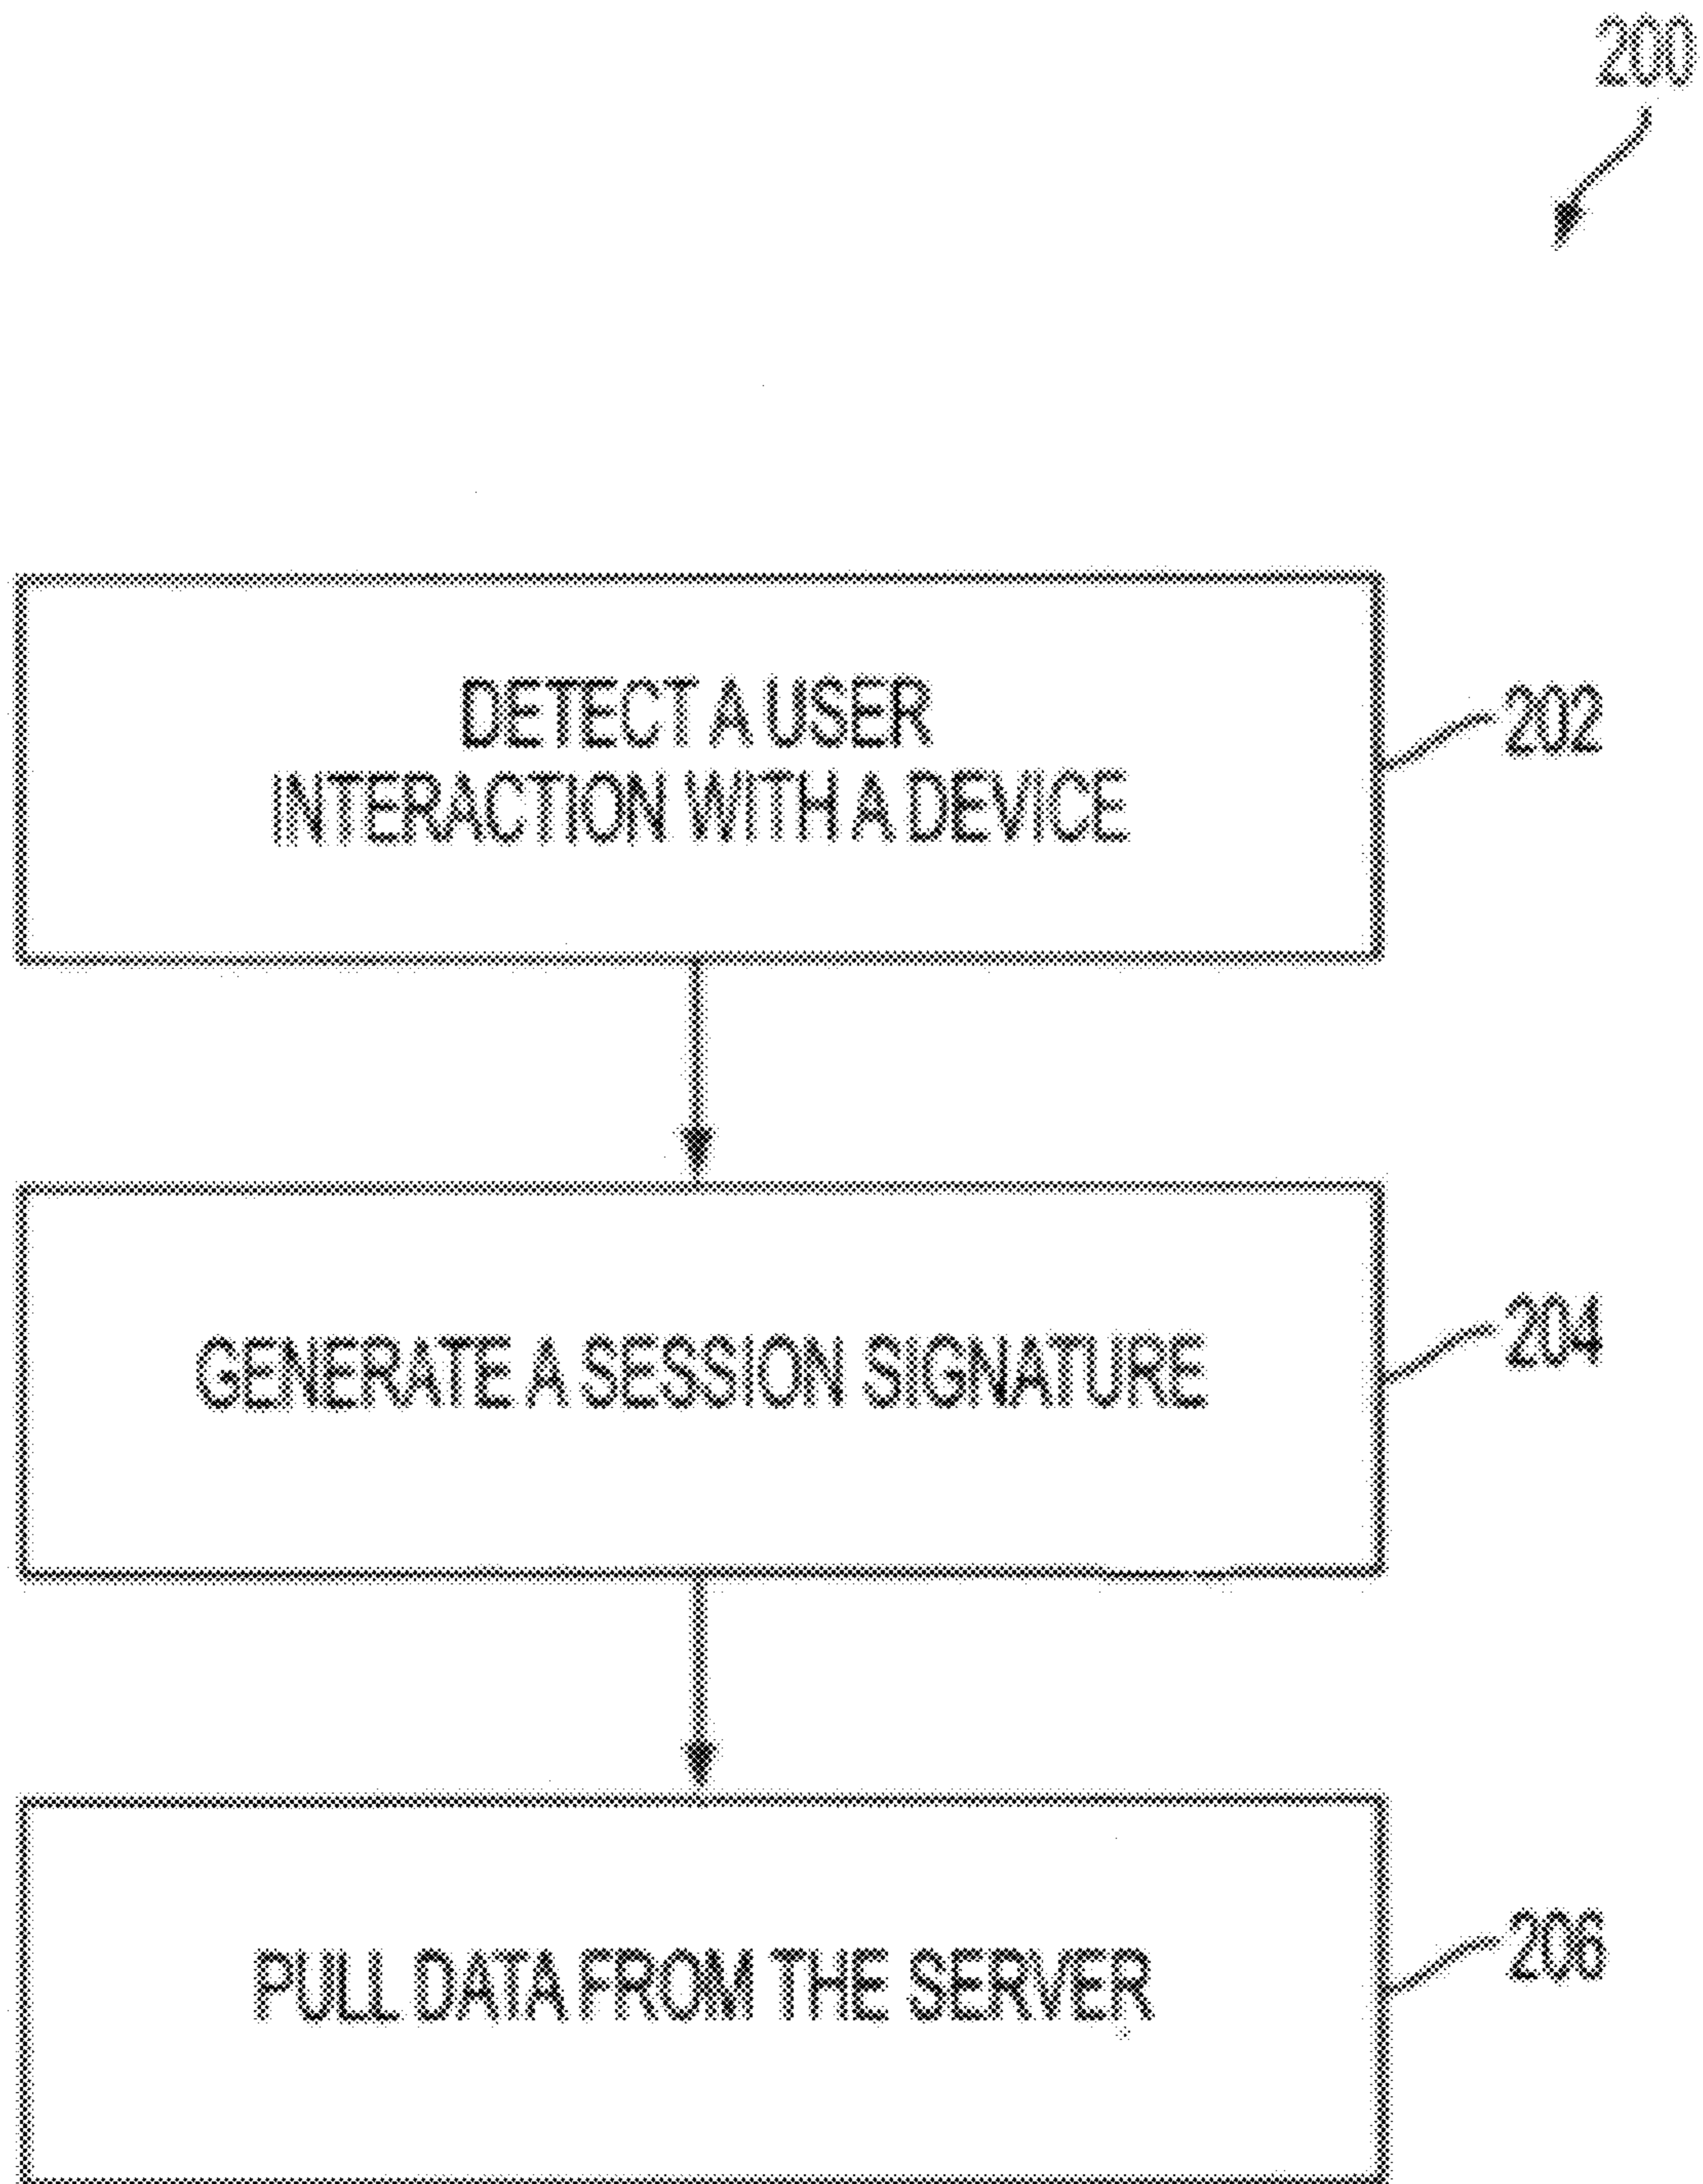 200
DETECT A USER
INTERACTION WITH A DEVICE
202
GENERATE A SESSION SIGNATURE
204
PULL DATA FROM THE SERVER
206